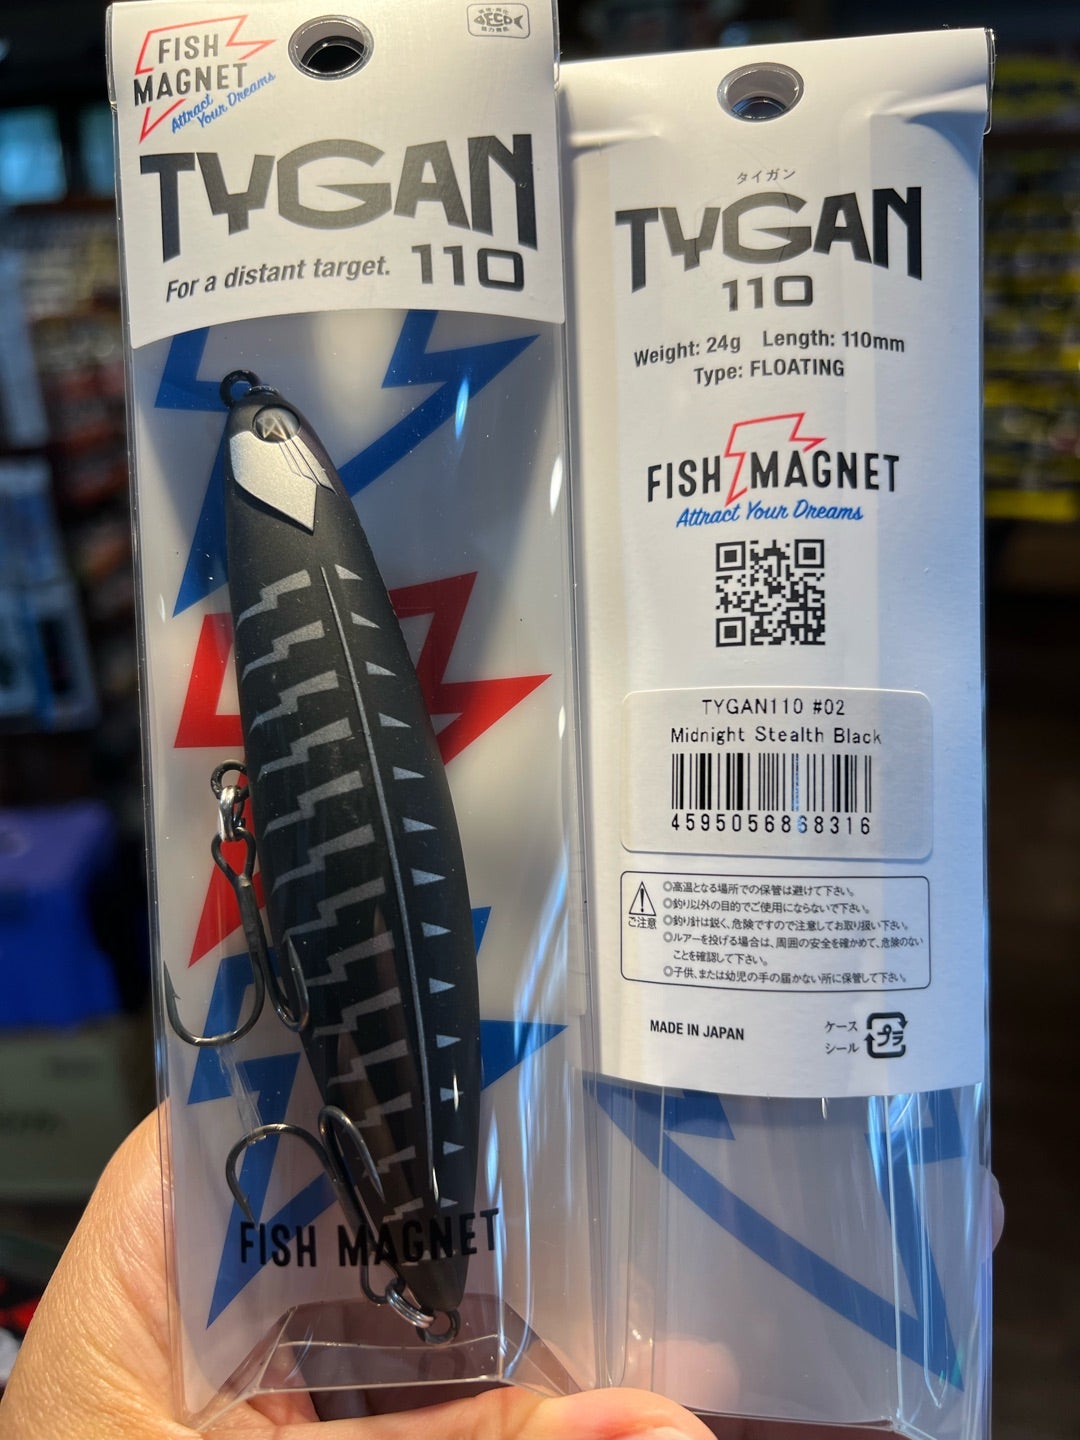 FISH
MAGNET
Attract
Your Dreams
ECO
TYGAN
For a distant target. 110
FISH MAGNET
タイガン
TYGAN
110
Weight: 24g Length: 110mm
Type: FLOATING
FISH MAGNET
Attract Your Dreams
TYGAN110 #02
Midnight Stealth Black
4595056868316
ご注意
◎高温となる場所での保管は避けて下さい。
◎釣り以外の目的でご使用にならないで下さい。
◎釣り針は鋭く、危険ですので注意してお取り扱い下さい。
◎ルアーを投げる場合は、周囲の安全を確かめて、危険のない
ことを確認して下さい。
◎子供、または幼児の手の届かない所に保管して下さい。
MADE IN JAPAN
ケース
シール
プラ